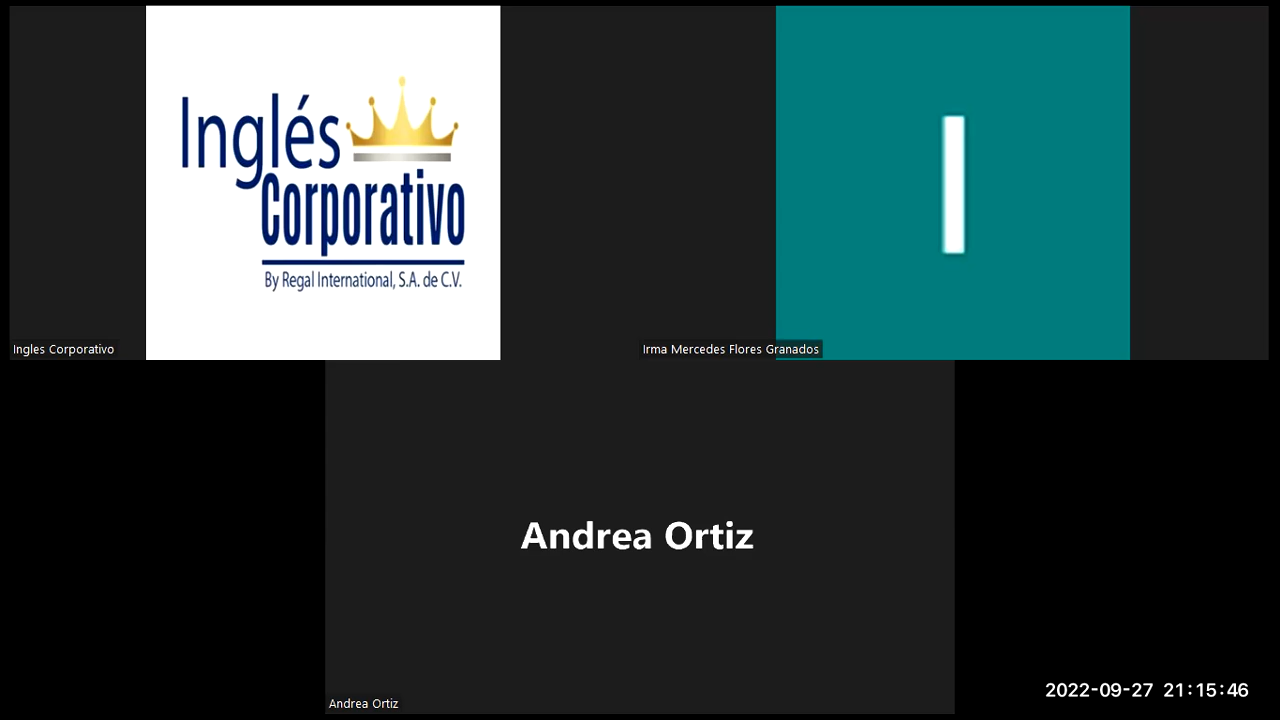 Inglés
Corporativo
By Regal International, S.A. de C.V.
Ingles Corporativo
I
Irma Mercedes Flores Granados
Andrea Ortiz
Andrea Ortiz
2022-09-27 21:15:46